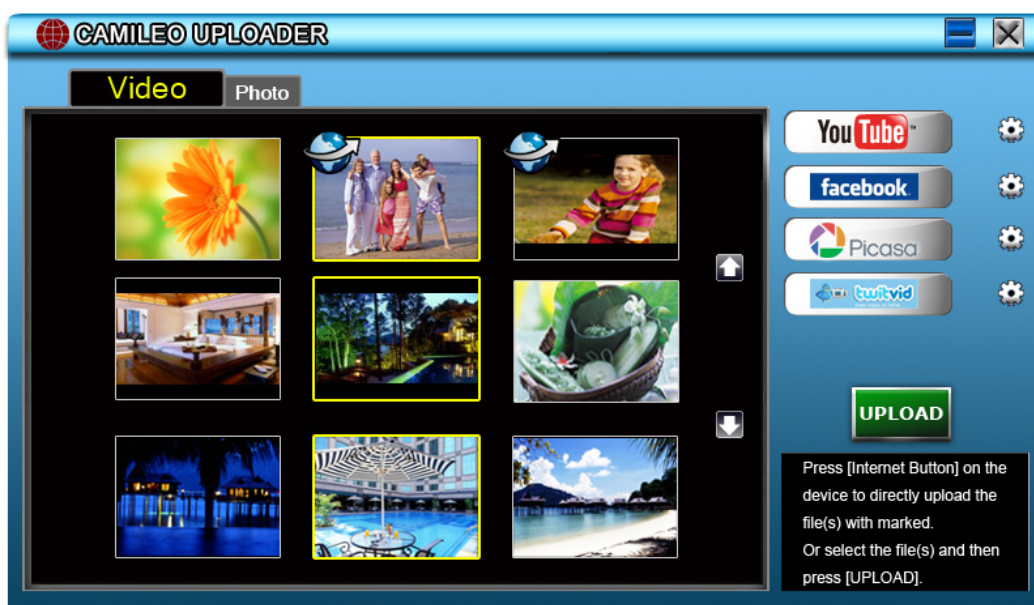 CAMILEO UPLOADER
Video
Photo
YouTube
facebook.
Picasa
twitvid
UPLOAD
Press [Internet Button] on the
device to directly upload the
file(s) with marked.
Or select the file(s) and then
press [UPLOAD].